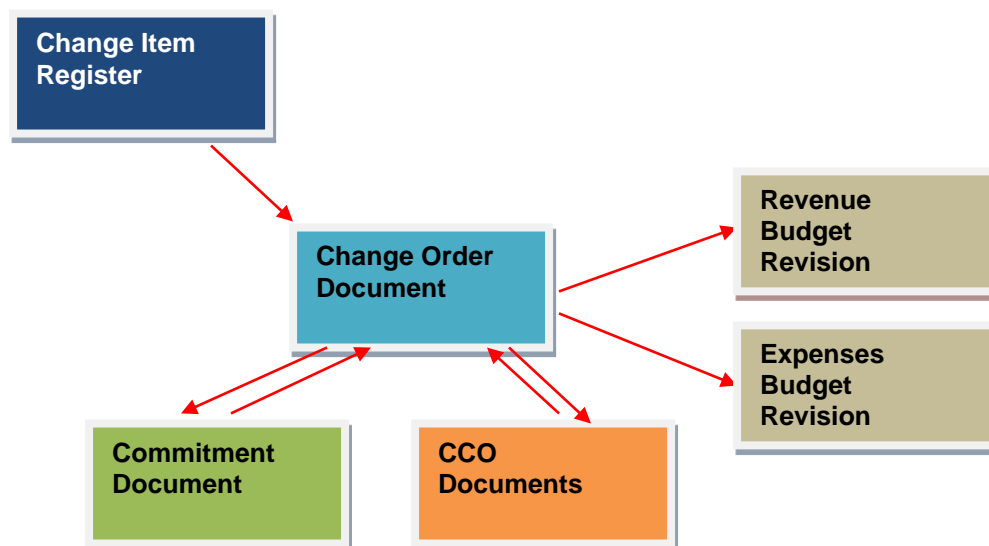 Change Item
Register
Change Order
Document
Revenue
Budget
Revision
Expenses
Budget
Revision
Commitment
Document
CCO
Documents